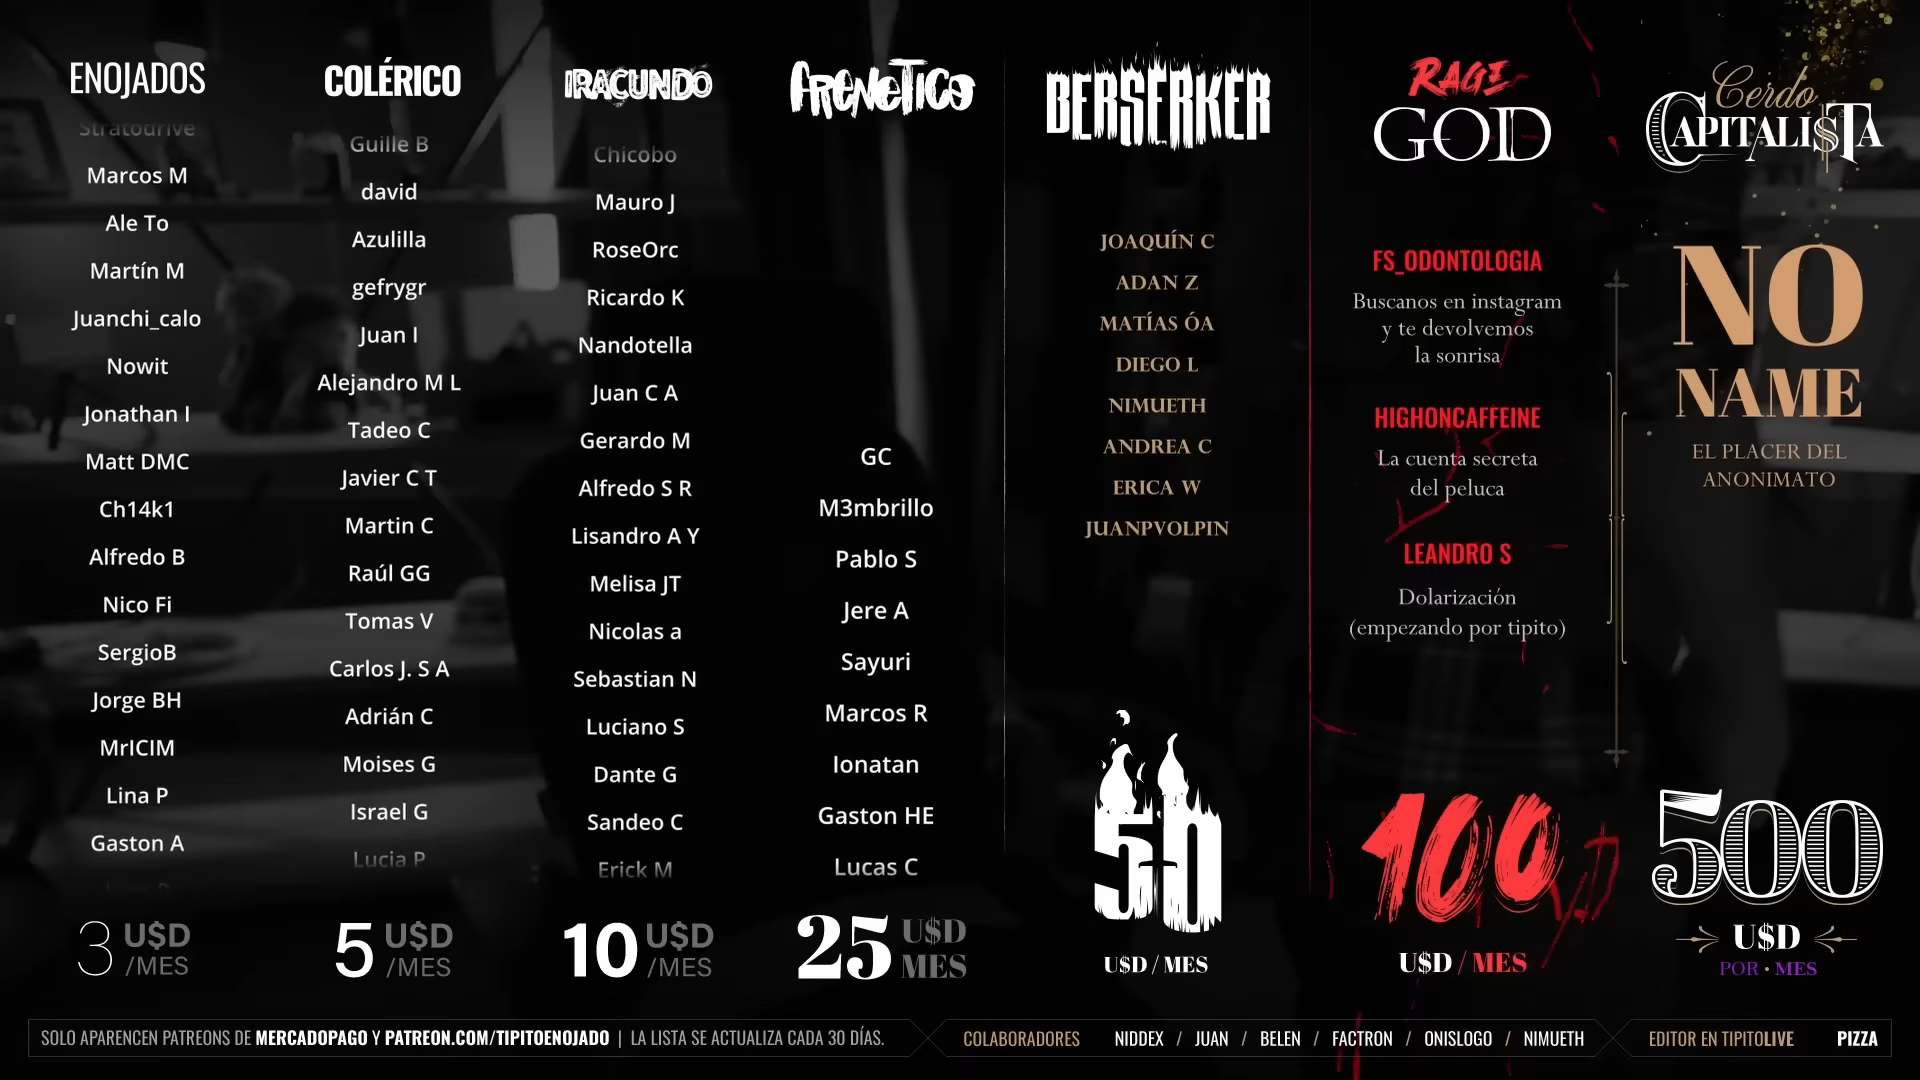 ENOJADOS
Stratodrive
Marcos M
Ale To
Martín M
Juanchi_calo
Nowit
Jonathan I
Matt DMC
Ch14k1
Alfredo B
Nico Fi
SergioB
Jorge BH
MrICIM
Lina P
Gaston A
3 U$D
/MES
COLÉRICO
Guille B
david
Azulilla
gefrygr
Juan I
Alejandro M L
Tadeo C
Javier C T
Martin C
Raúl GG
Tomas V
Carlos J. S A
Adrián C
Moises G
Israel G
Lucia P
5 U$D
/MES
IRACUNDO
Chicobo
Mauro J
RoseOrc
Ricardo K
Nandotella
Juan C A
Gerardo M
Alfredo S R
Lisandro A Y
Melisa JT
Nicolas a
Sebastian N
Luciano S
Dante G
Sandeo C
Erick M
10 U$D
/MES
FRENETICO
GC
M3mbrillo
Pablo S
Jere A
Sayuri
Marcos R
Ionatan
Gaston HE
Lucas C
25 U$D
MES
BERSERKER
JOAQUÍN C
ADAN Z
MATÍAS ÓA
DIEGO L
NIMUETH
ANDREA C
ERICA W
JUANPVOLPIN
50
U$D / MES
RAGE
GOD
FS_ODONTOLOGIA
Buscanos en instagram
y te devolvemos
la sonrisa
HIGHONCAFFEINE
La cuenta secreta
del peluca
LEANDRO S
Dolarización
(empezando por tipito)
100
U$D / MES
Cerdo
CAPITALI$TA
NO
NAME
EL PLACER DEL
ANONIMATO
500
U$D
POR • MES
SOLO APARENCEN PATREONS DE MERCADOPAGO Y PATREON.COM/TIPITOENOJADO | LA LISTA SE ACTUALIZA CADA 30 DÍAS.
COLABORADORES NIDDEX / JUAN / BELEN / FACTRON / ONISLOGO / NIMUETH
EDITOR EN TIPITOLIVE PIZZA